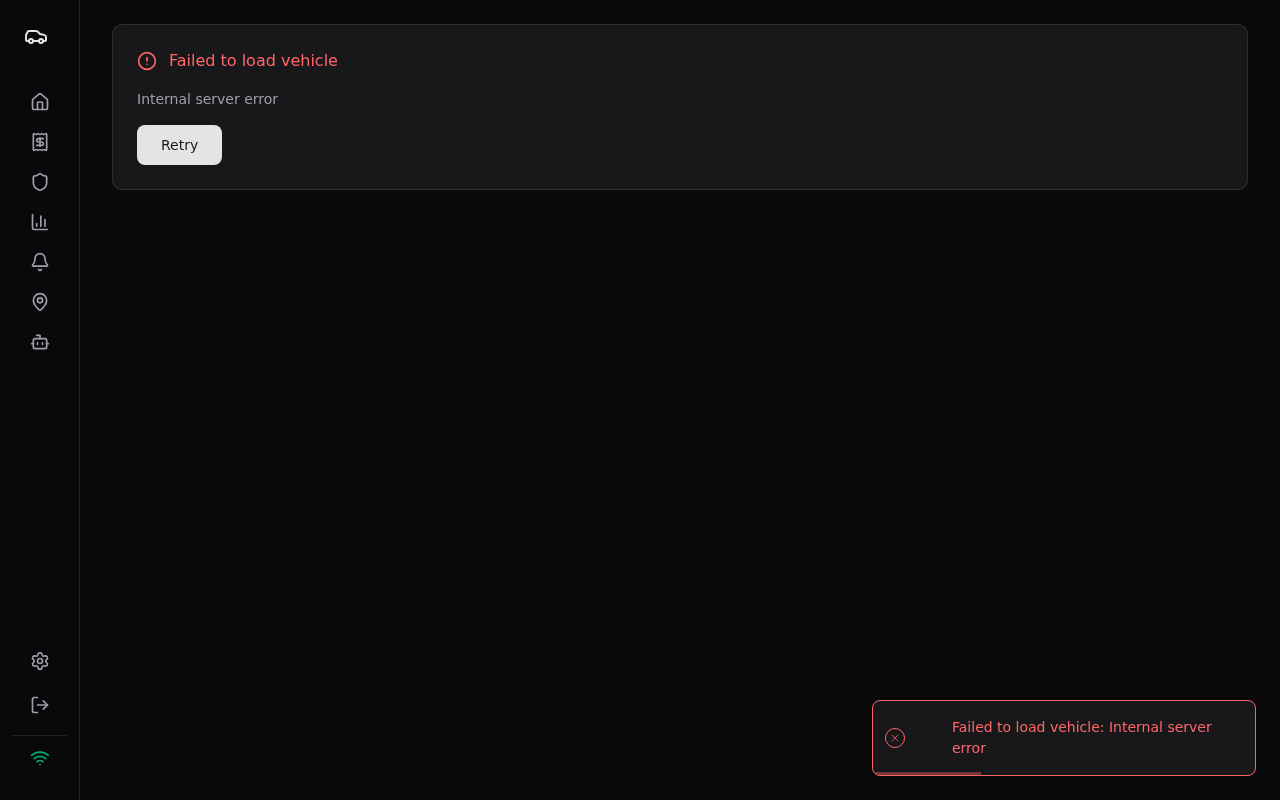 Failed to load vehicle
Internal server error
Retry
Failed to load vehicle: Internal server
error